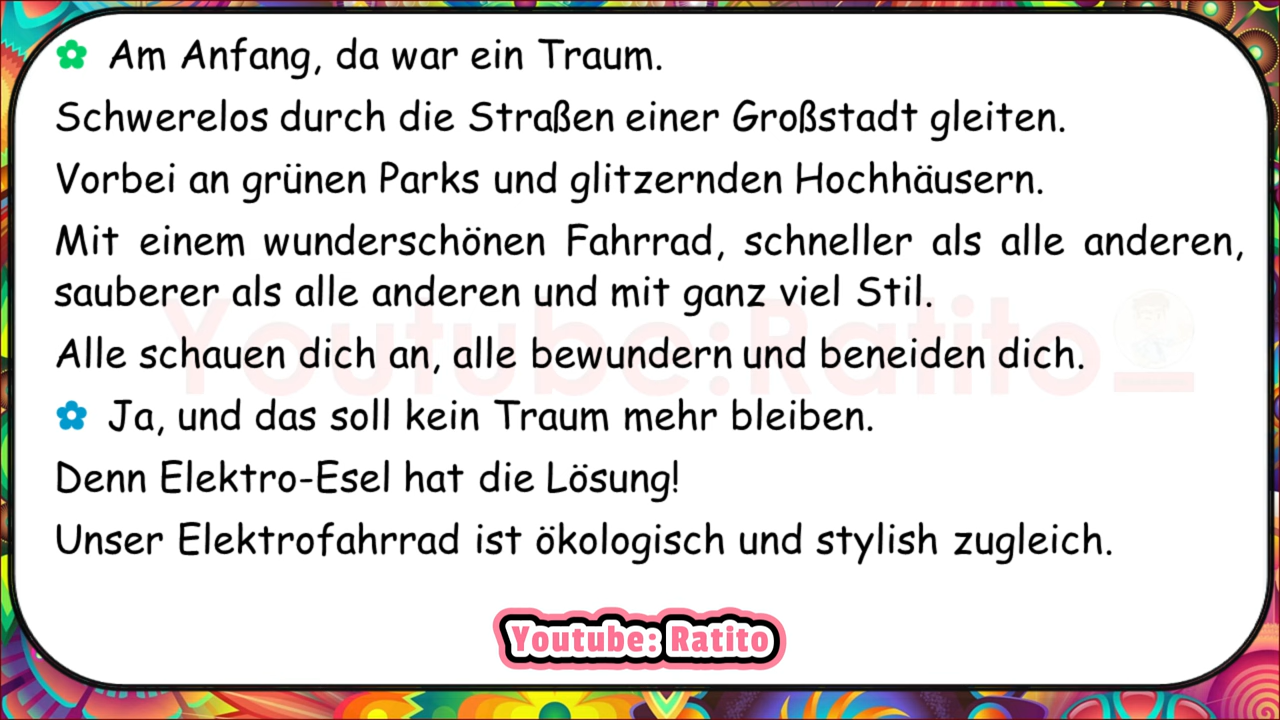 Am Anfang, da war ein Traum.
Schwerelos durch die Straßen einer Großstadt gleiten.
Vorbei an grünen Parks und glitzernden Hochhäusern.
Mit einem wunderschönen Fahrrad, schneller als alle anderen,
sauberer als alle anderen und mit ganz viel Stil.
Youtube:Ratito
Alle schauen dich an, alle bewundern und beneiden dich.
Ja, und das soll kein Traum mehr bleiben.
Denn Elektro-Esel hat die Lösung!
Unser Elektrofahrrad ist ökologisch und stylish zugleich.
Youtube: Ratito